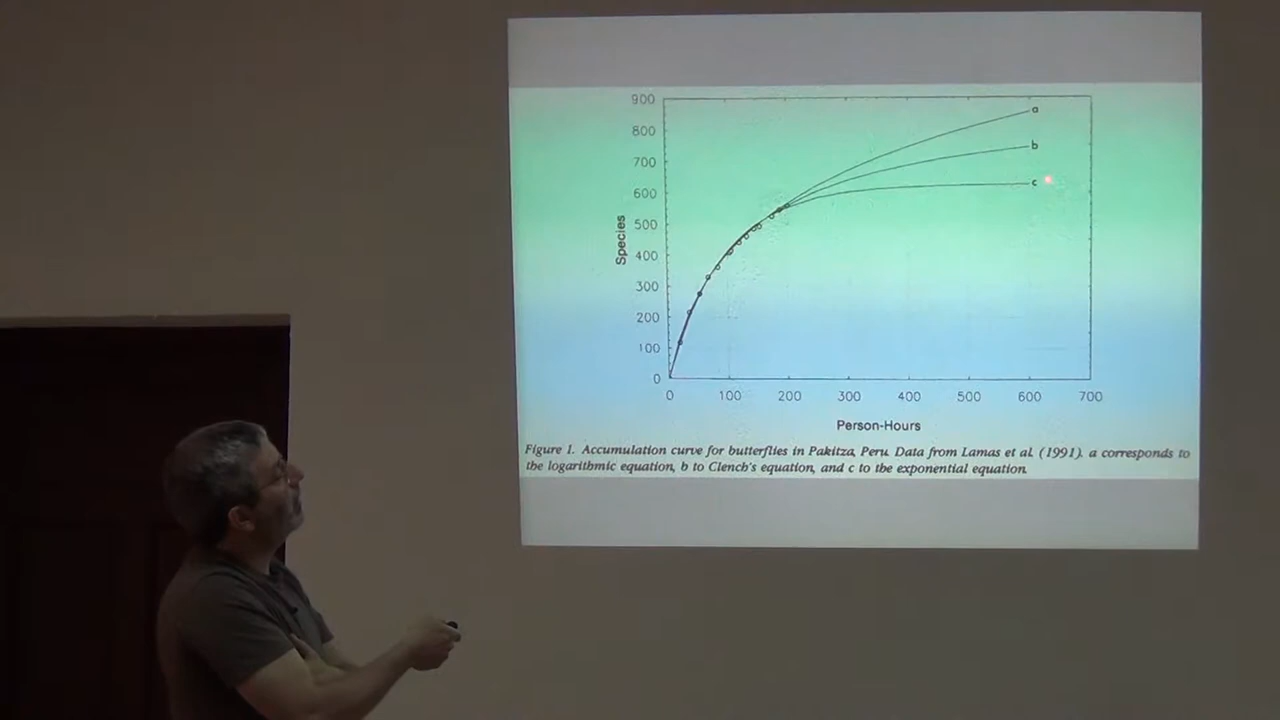 900
a
800
b
700
c
600
500
Species
400
300
200
100
0
0 100 200 300 400 500 600 700
Person-Hours
Figure 1. Accumulation curve for butterflies in Pakitza, Peru. Data from Lamas et al. (1991). a corresponds to
the logarithmic equation, b to Clench's equation, and c to the exponential equation.